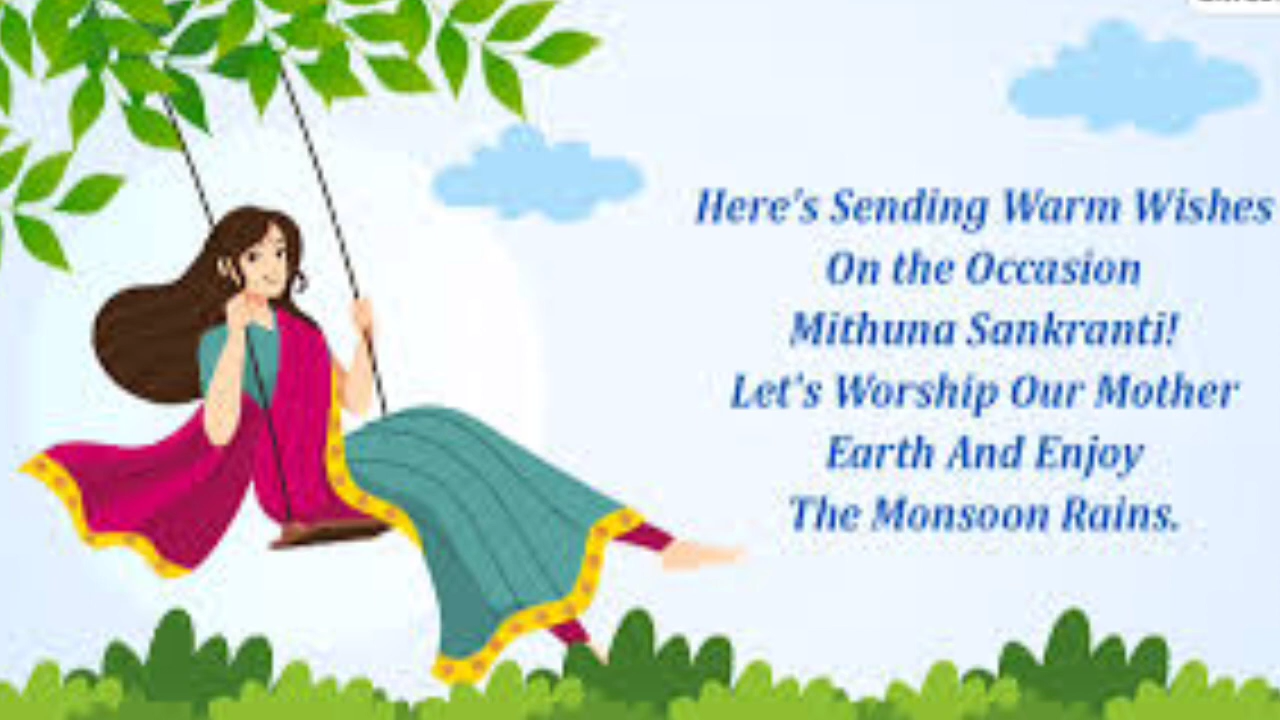 Here's Sending Warm Wishes
On the Occasion
Mithuna Sankranti!
Let's Worship Our Mother
Earth And Enjoy
The Monsoon Rains.